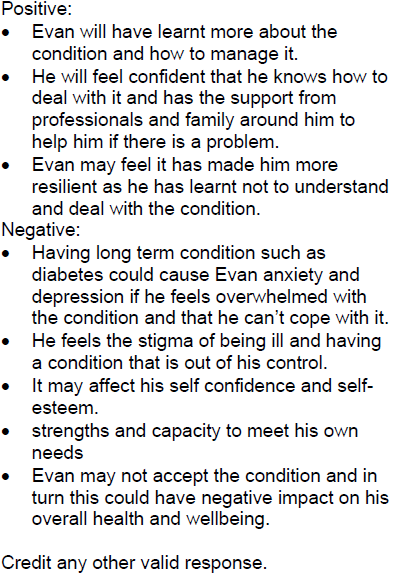 Positive:
• Evan will have learnt more about the
condition and how to manage it.
• He will feel confident that he knows how to
deal with it and has the support from
professionals and family around him to
help him if there is a problem.
• Evan may feel it has made him more
resilient as he has learnt not to understand
and deal with the condition.
Negative:
• Having long term condition such as
diabetes could cause Evan anxiety and
depression if he feels overwhelmed with
the condition and that he can’t cope with it.
• He feels the stigma of being ill and having
a condition that is out of his control.
• It may affect his self confidence and self-
esteem.
• strengths and capacity to meet his own
needs
• Evan may not accept the condition and in
turn this could have negative impact on his
overall health and wellbeing.
Credit any other valid response.